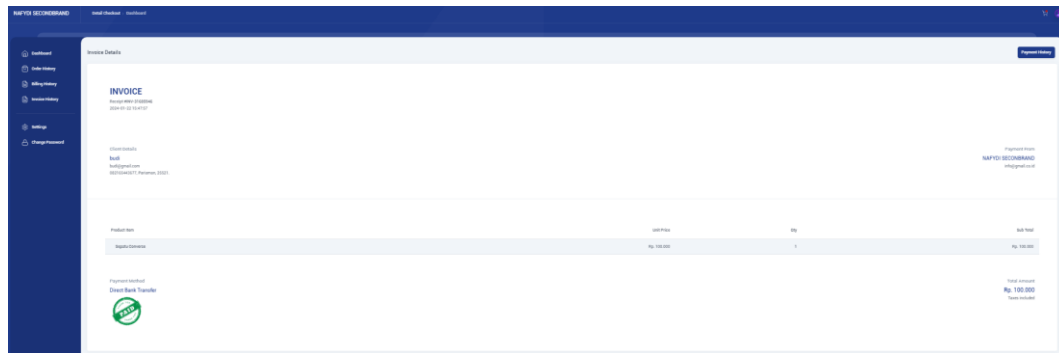 NAFYDI SECONDBRAND
Detail Checkout - Dashboard
Dashboard
Order History
Billing History
Invoice History
Settings
Change Password
Invoice Details
Payment History
INVOICE
Client Details
budi
budi@gmail.com
Payment From
NAFYDI SECONDBRAND
info@gmail.co.id
Product Item
Unit Price
Qty
Sub Total
Sepatu
Rp. 100.000
1
Rp. 100.000
Payment Method
Direct Bank Transfer
PAID
Total Amount
Rp. 100.000
Taxes included